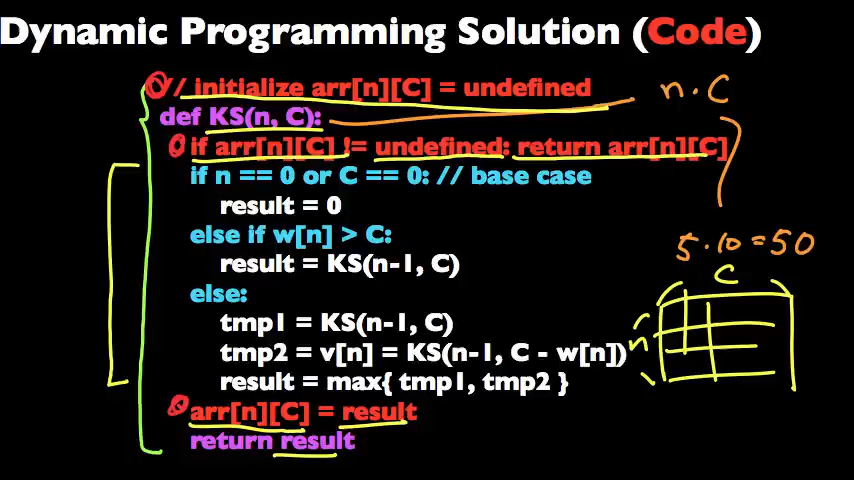 Dynamic Programming Solution (Code)
// initialize arr[n][C] = undefined
n . C
def KS(n, C):
if arr[n][C] != undefined: return arr[n][C]
if n == 0 or C == 0: // base case
result = 0
else if w[n] > C:
5 . 10 = 50
result = KS(n-1, C)
C
else:
tmp1 = KS(n-1, C)
n
tmp2 = v[n] = KS(n-1, C - w[n])
result = max{ tmp1, tmp2 }
arr[n][C] = result
return result